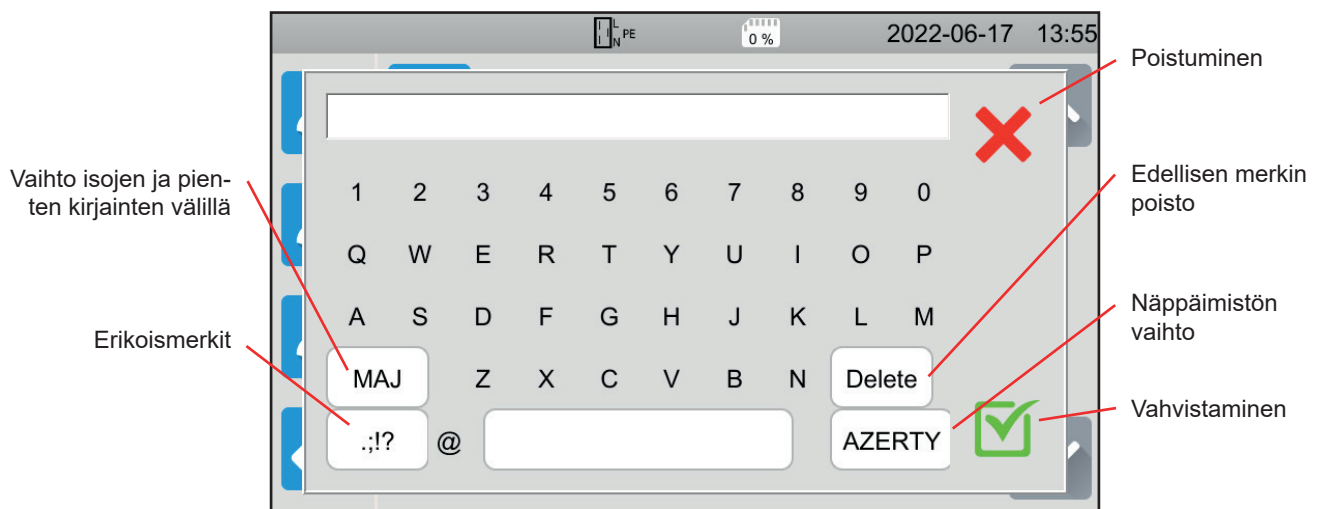 L
N PE
0 %
2022-06-17 13:55
Poistuminen
Vaihto isojen ja pien-
ten kirjainten välillä
Edellisen merkin
poisto
1 2 3 4 5 6 7 8 9 0
Q W E R T Y U I O P
A S D F G H J K L M
Näppäimistön
vaihto
Erikoismerkit
MAJ Z X C V B N Delete
.;!? @ AZERTY
Vahvistaminen